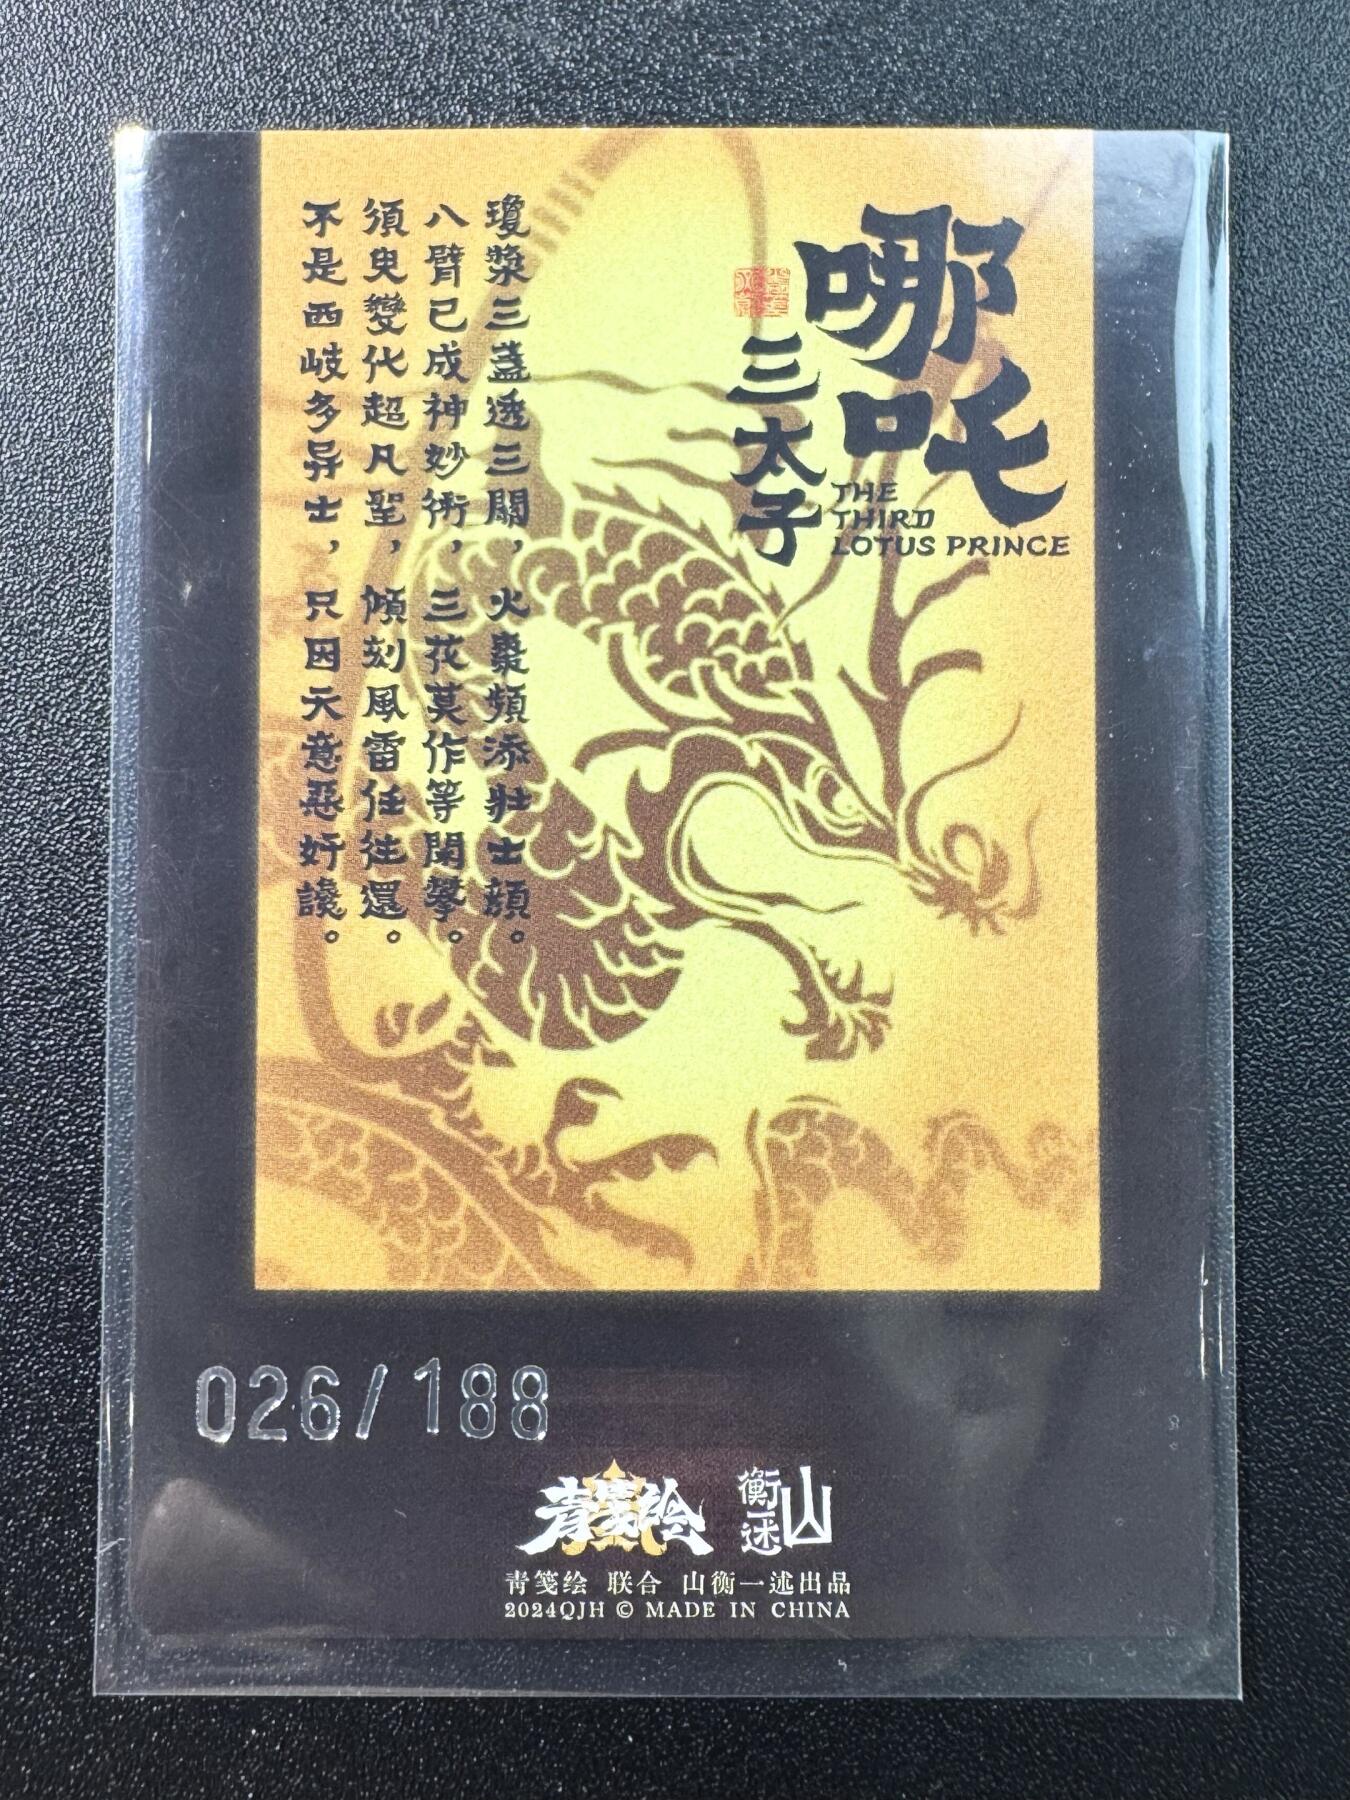 哪吒
三太子
THE
THIRD
LOTUS PRINCE
瓊漿三盞透三關，火棗頻添壯士顏。
八臂已成神妙術，三花莫作等閑攀。
須臾變代超凡聖，傾刻風雷任往還。
不是西岐多异士，只因天意惡奸讒。
026/188
青笺绘
山衡一述
青笺绘 联合 山衡一述出品
2024QJH © MADE IN CHINA